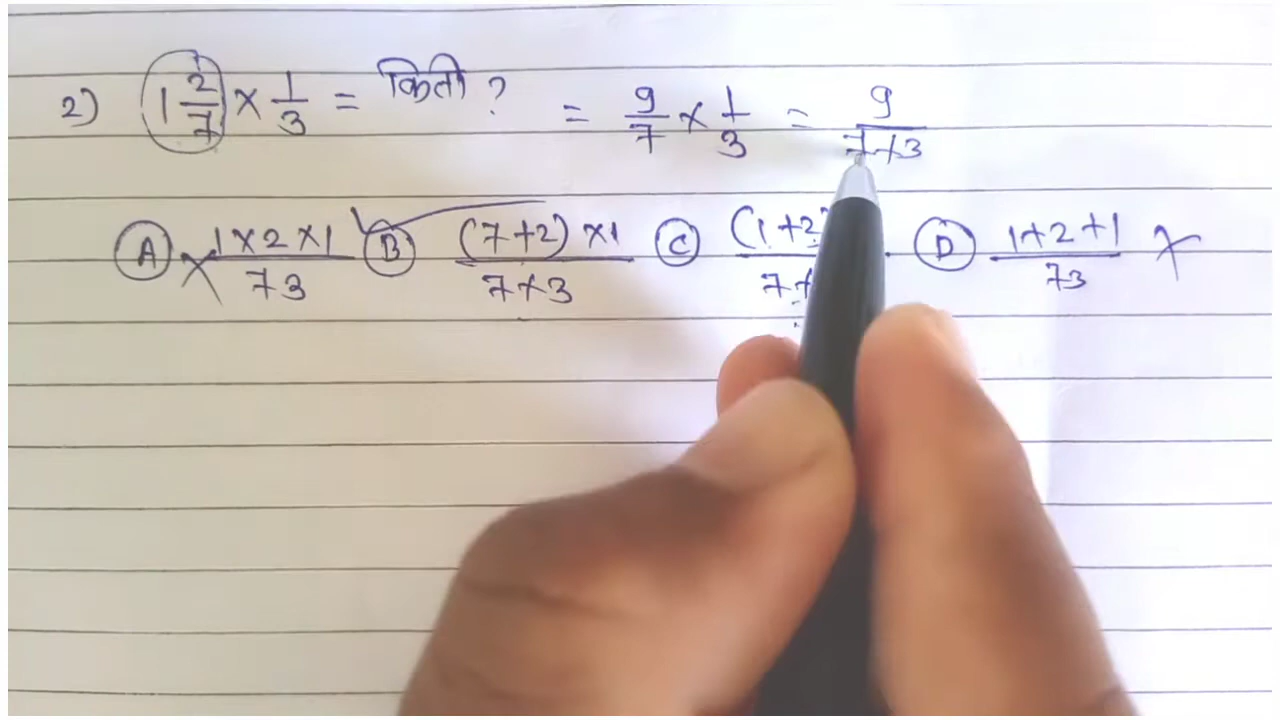 2) 1 2/7 × 1/3 = किती ? = 9/7 × 1/3 = 9/7×3
A × 1×2×1/73 B ✓ (7+2)×1/7×3 C (1+2 / 7× D 1+2+1/73 ×